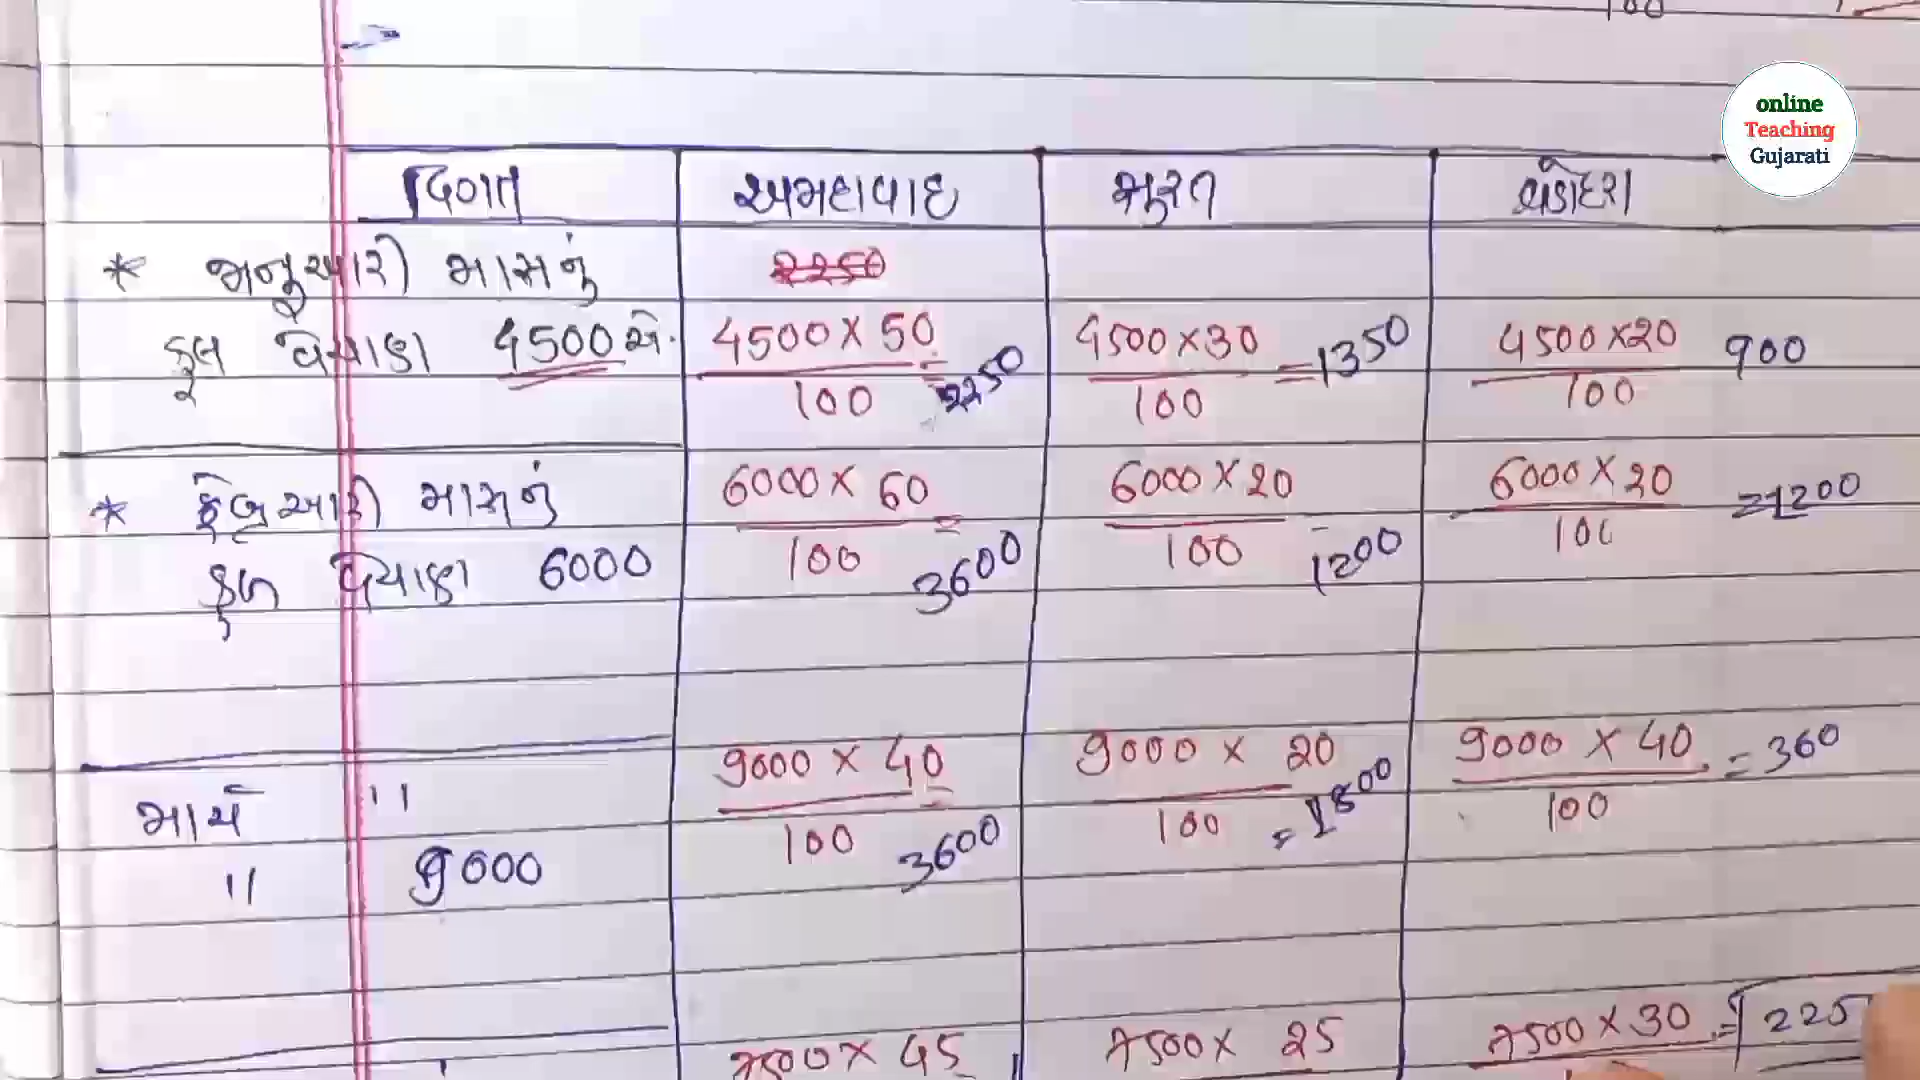 100
online
Teaching
Gujarati
વિગત અમદાવાદ સુરત વડોદરા
* જાન્યુઆરી માસનું 2250
કુલ વેચાણ 4500 એ. 4500 X 50 / 100 = 2250 4500 X 30 / 100 = 1350 4500 X 20 / 100 900
* ફેબ્રુઆરી માસનું 6000 X 60 / 100 = 3600 6000 X 20 / 100 = 1200 6000 X 20 / 100 = 1200
કુલ વેચાણ 6000
માર્ચ '' 9000 X 40 / 100 = 3600 9000 X 20 / 100 = 1800 9000 X 40 / 100 = 360
'' 9000
7500 X 45 7500 X 25 7500 X 30 = 225